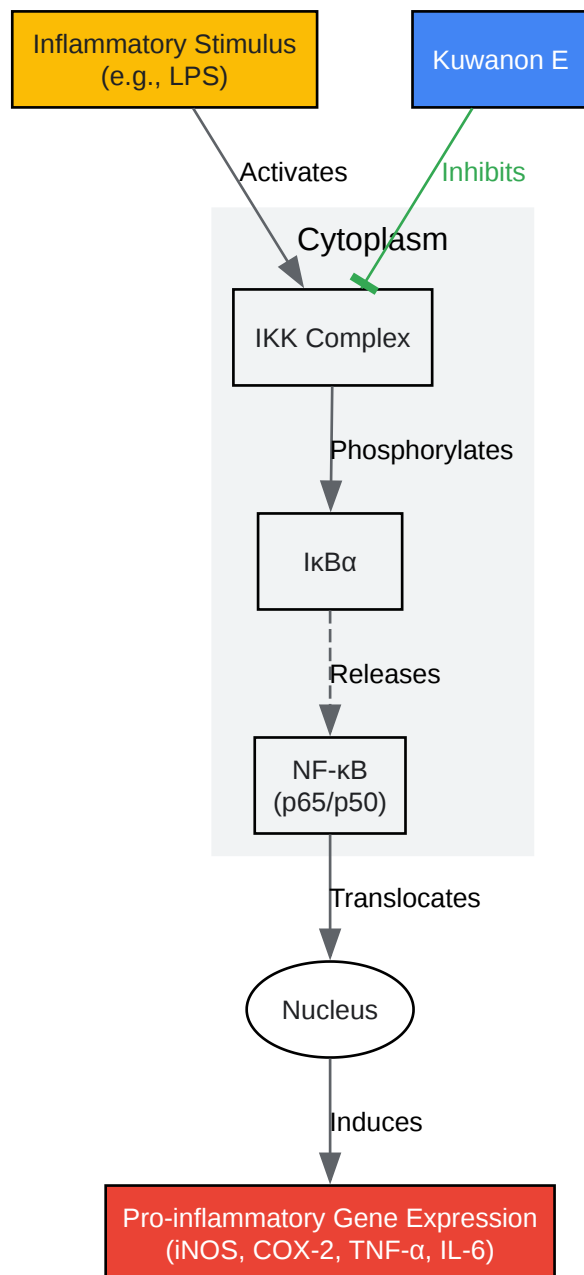 Inflammatory Stimulus
(e.g., LPS)
Kuwanon E
Activates
Inhibits
Cytoplasm
IKK Complex
Phosphorylates
IκBα
Releases
NF-κB
(p65/p50)
Translocates
Nucleus
Induces
Pro-inflammatory Gene Expression
(iNOS, COX-2, TNF-α, IL-6)